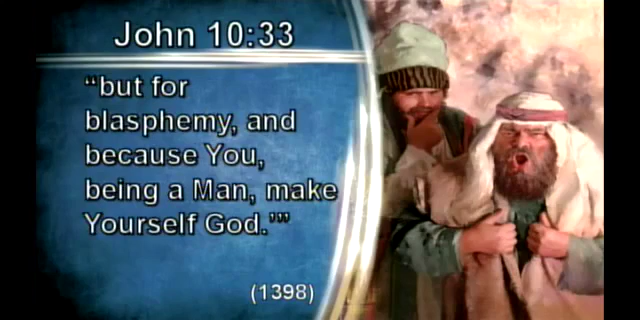 John 10:33
“but for
blasphemy, and
because You,
being a Man, make
Yourself God.’”
(1398)